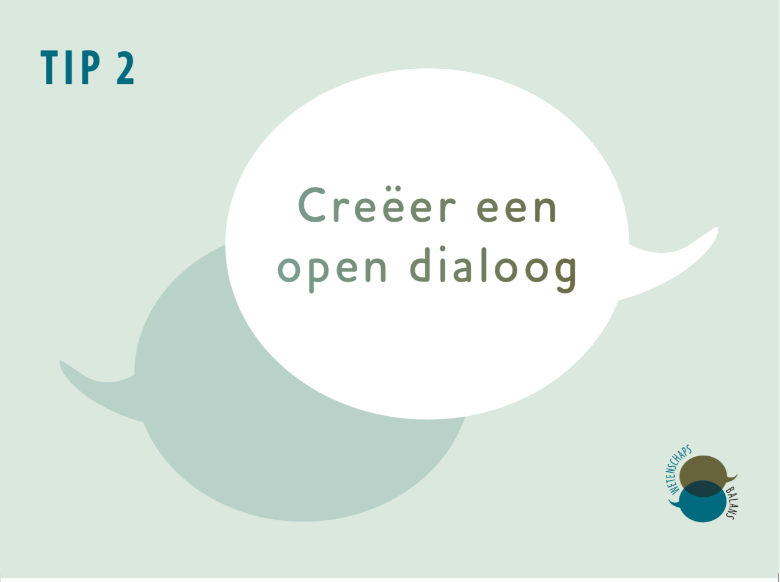 TIP 2
Creëer een
open dialoog
WETENSCHAPS
BALANS